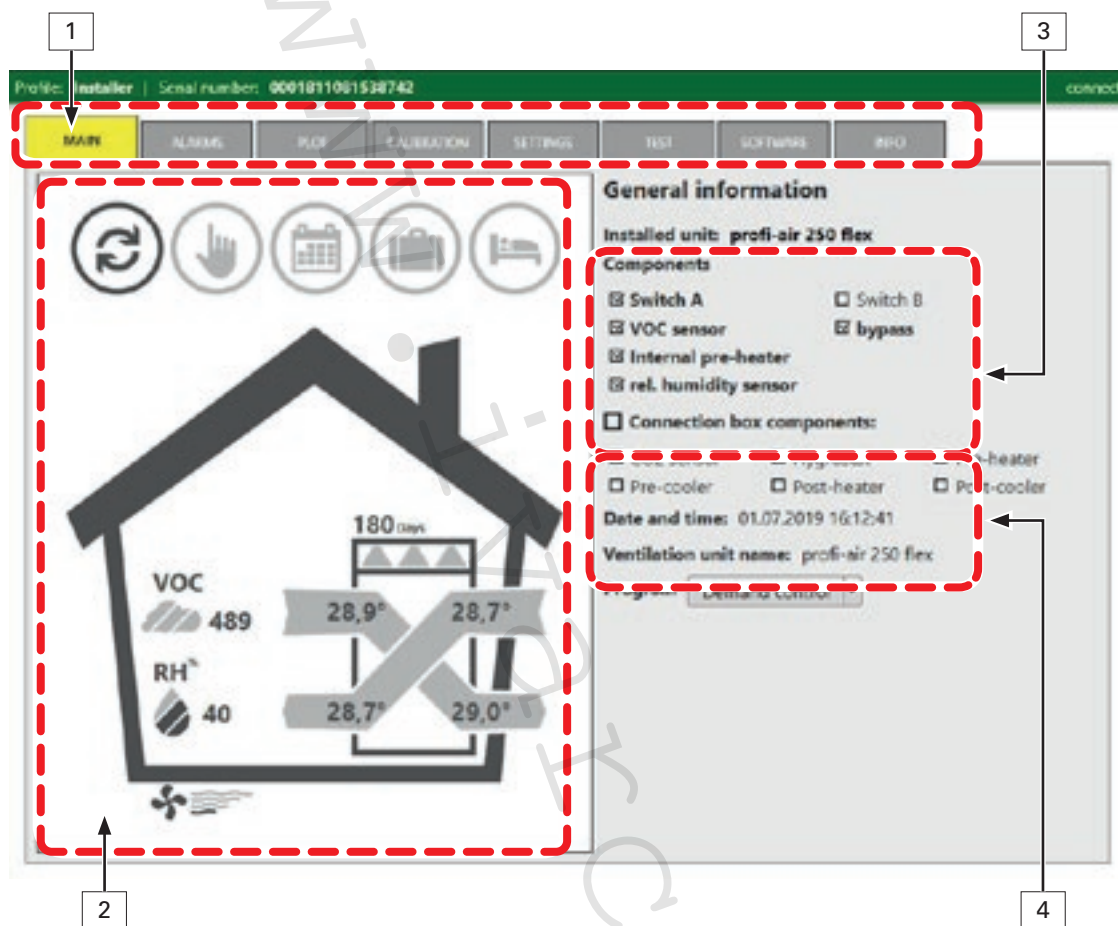 1
3
Profile: Installer | Serial number: 0001811081538742 connect
MAIN ALARMS PLOT CALIBRATION SETTINGS TEST SOFTWARE INFO
General information
Installed unit: profi-air 250 flex
Components
Switch A Switch B
VOC sensor bypass
Internal pre-heater
rel. humidity sensor
Connection box components:
sensor -heater
Pre-cooler Post-heater Post-cooler
Date and time: 01.07.2019 16:12:41
Ventilation unit name: profi-air 250 flex
Demand control
180 Days
VOC
489
28,9° 28,7°
RH%
40
28,7° 29,0°
2
4